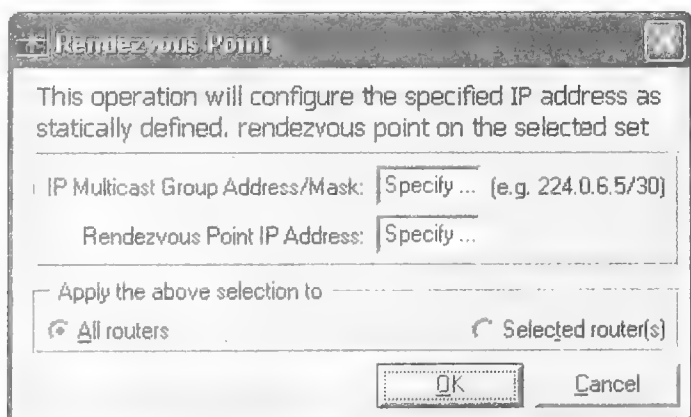 Rendezvous Point
This operation will configure the specified IP address as
statically defined. rendezvous point on the selected set
IP Multicast Group Address/Mask: Specify ... (e.g. 224.0.6.5/30)
Rendezvous Point IP Address: Specify ...
Apply the above selection to
All routers Selected router(s)
OK Cancel